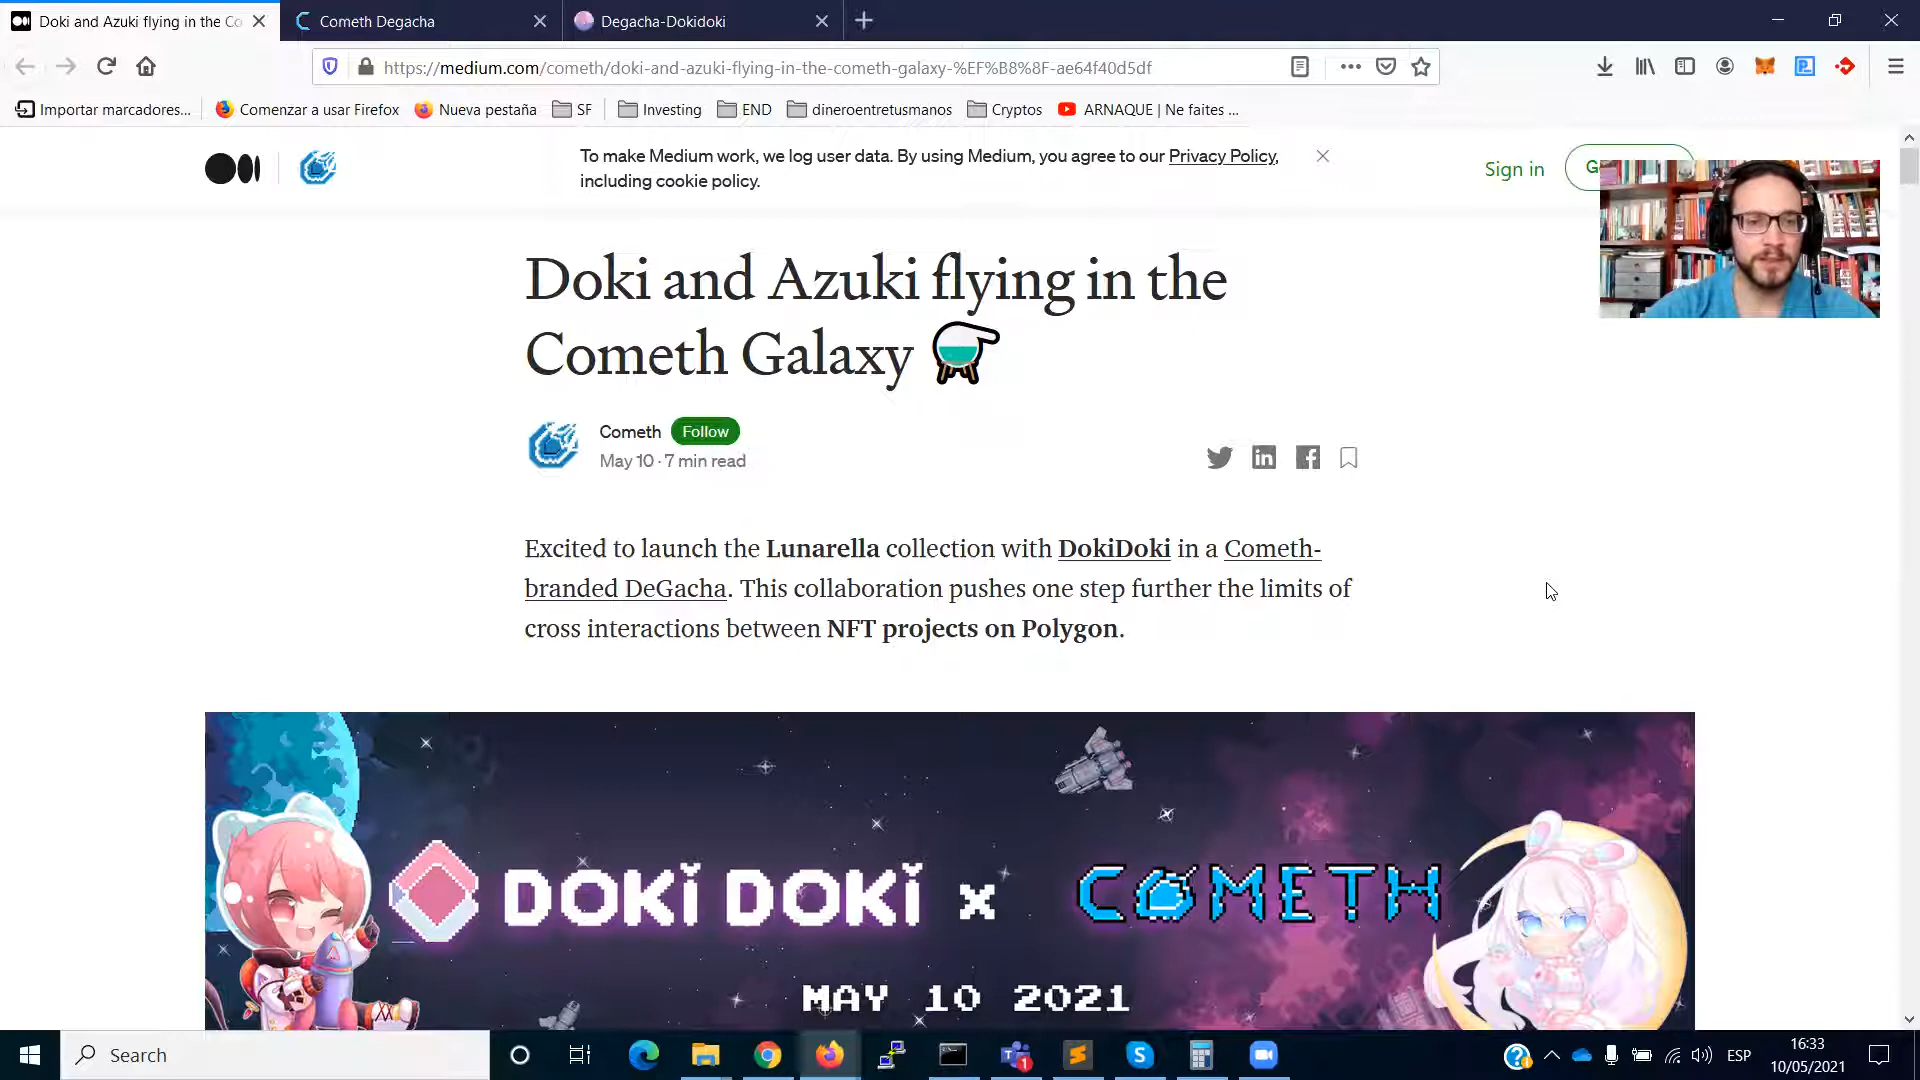 Doki and Azuki flying in the Co
Cometh Degacha
Degacha-Dokidoki
https://medium.com/cometh/doki-and-azuki-flying-in-the-cometh-galaxy-%EF%B8%8F-ae64f40d5df
Importar marcadores...
Comenzar a usar Firefox
Nueva pestaña
SF
Investing
END
dineroentretusmanos
Cryptos
ARNAQUE | Ne faites ...
To make Medium work, we log user data. By using Medium, you agree to our Privacy Policy,
including cookie policy.
Sign in
G
Doki and Azuki flying in the
Cometh Galaxy
Cometh
Follow
May 10 · 7 min read
Excited to launch the Lunarella collection with DokiDoki in a Cometh-
branded DeGacha. This collaboration pushes one step further the limits of
cross interactions between NFT projects on Polygon.
DOKi DOKi x COMETH
MAY 10 2021
Search
1
ESP
16:33
10/05/2021